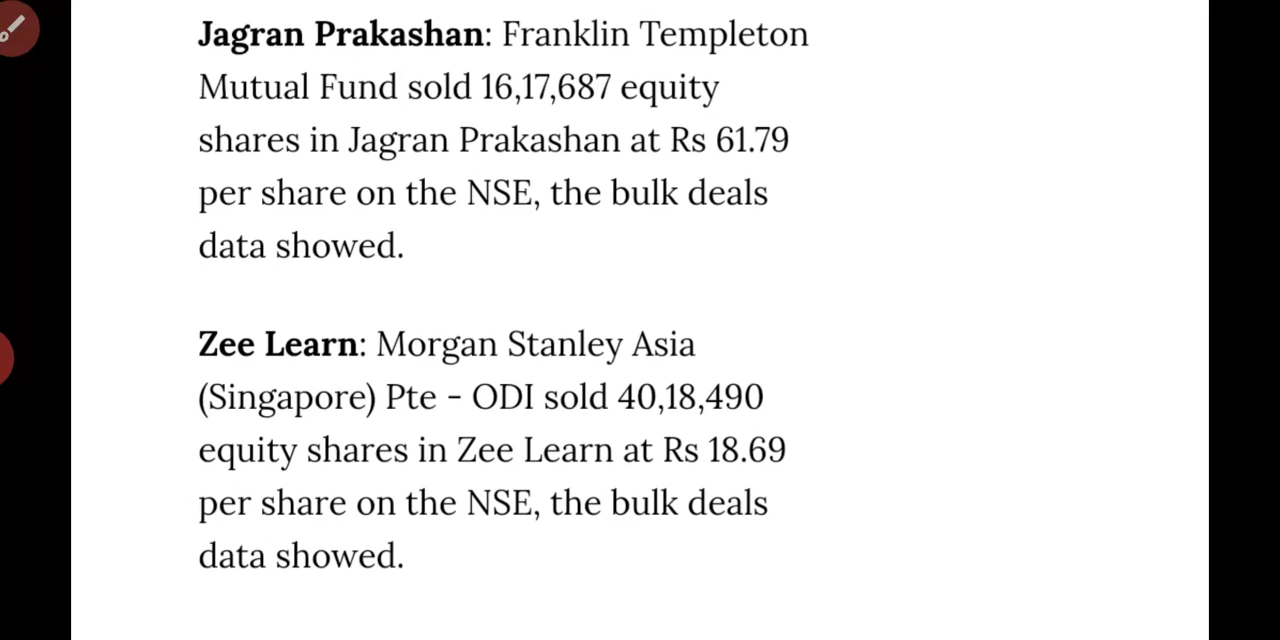 Jagran Prakashan: Franklin Templeton
Mutual Fund sold 16,17,687 equity
shares in Jagran Prakashan at Rs 61.79
per share on the NSE, the bulk deals
data showed.
Zee Learn: Morgan Stanley Asia
(Singapore) Pte - ODI sold 40,18,490
equity shares in Zee Learn at Rs 18.69
per share on the NSE, the bulk deals
data showed.